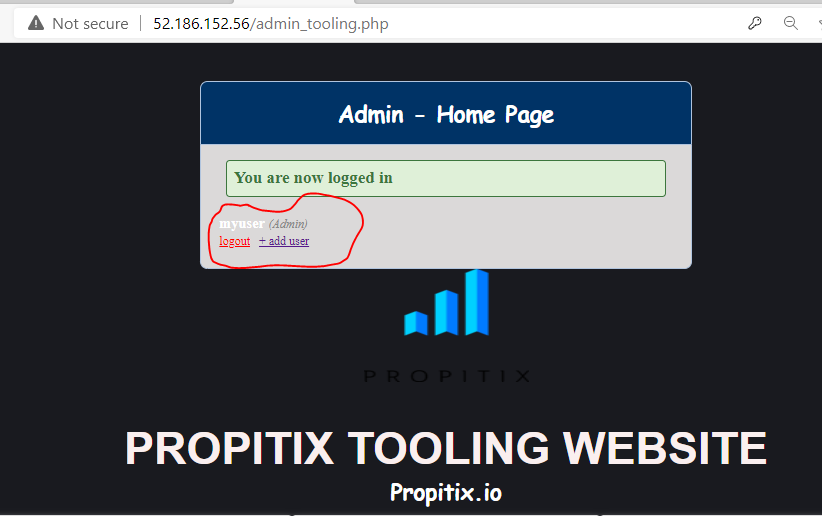 Not secure 52.186.152.56/admin_tooling.php
Admin - Home Page
You are now logged in
myuser (Admin)
logout + add user
PROPITIX
PROPITIX TOOLING WEBSITE
Propitix.io